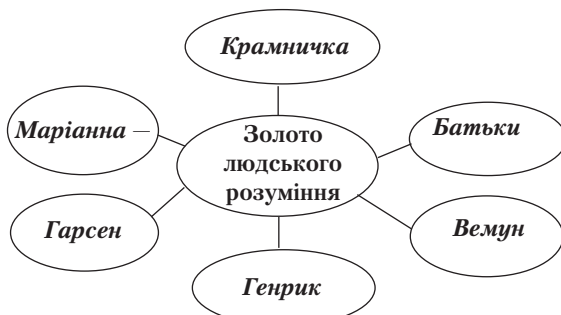 Крамничка
Маріанна —
Золото
людського
розуміння
Батьки
Гарсен
Вемун
Генрик